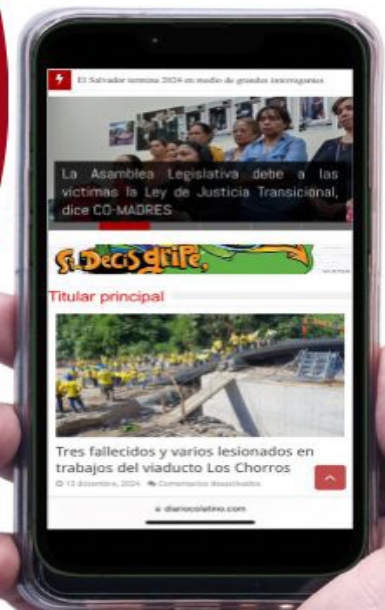 El Salvador termina 2024 en medio de grandes interrogantes
La Asamblea Legislativa debe a las
víctimas la Ley de Justicia Transicional,
dice CO-MADRES
Si Decís gripe,
Titular principal
Tres fallecidos y varios lesionados en
trabajos del viaducto Los Chorros
13 diciembre, 2024 Comentarios desactivados
diariocolatino.com